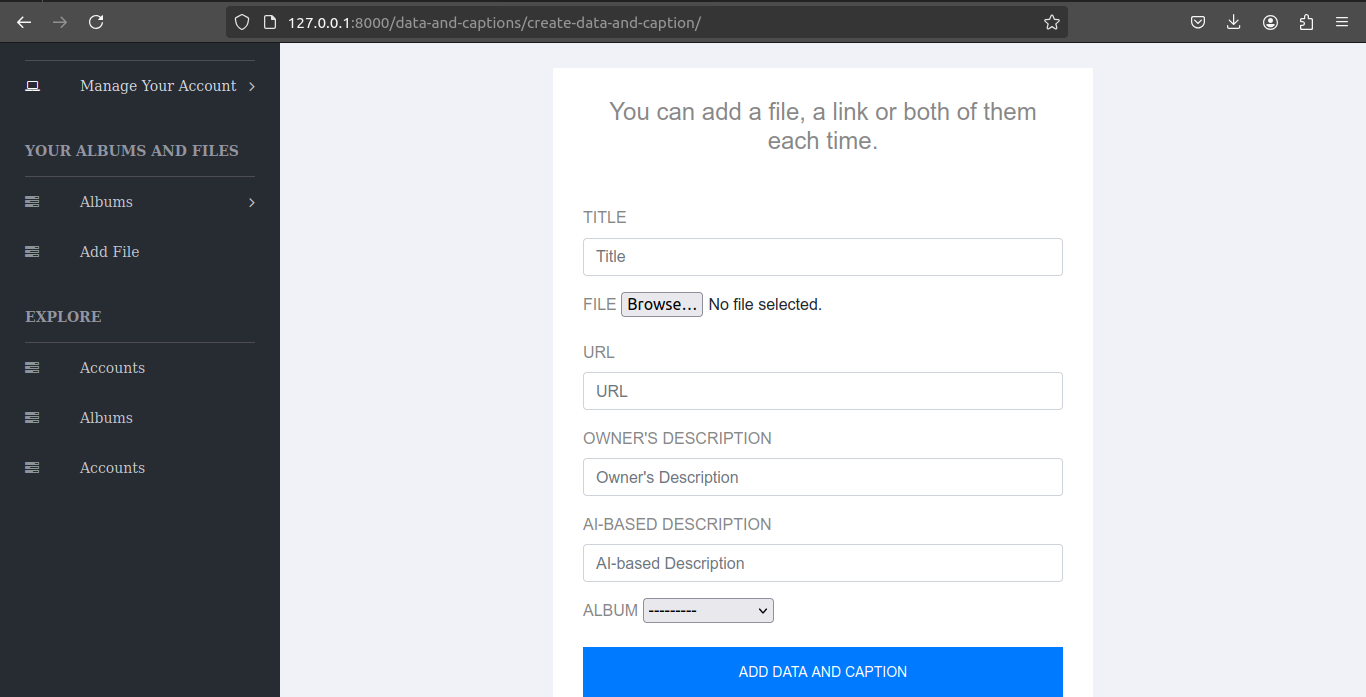 127.0.0.1:8000/data-and-captions/create-data-and-caption/
Manage Your Account
YOUR ALBUMS AND FILES
Albums
Add File
EXPLORE
Accounts
Albums
Accounts
You can add a file, a link or both of them
each time.
TITLE
Title
FILE Browse... No file selected.
URL
URL
OWNER'S DESCRIPTION
Owner's Description
AI-BASED DESCRIPTION
AI-based Description
ALBUM ---------
ADD DATA AND CAPTION